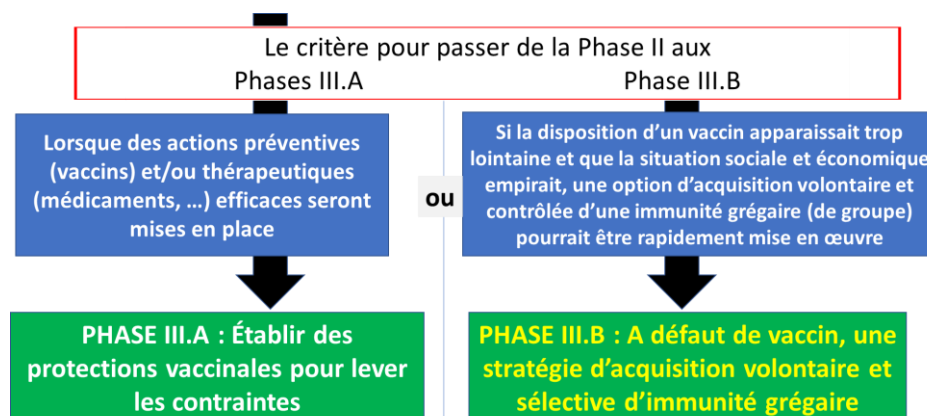 Le critère pour passer de la Phase II aux
Phases III.A Phase III.B
Lorsque des actions préventives
(vaccins) et/ou thérapeutiques
(médicaments, …) efficaces seront
mises en place
ou
Si la disposition d’un vaccin apparaissait trop
lointaine et que la situation sociale et économique
empirait, une option d’acquisition volontaire et
contrôlée d’une immunité grégaire (de groupe)
pourrait être rapidement mise en œuvre
PHASE III.A : Établir des
protections vaccinales pour lever
les contraintes
PHASE III.B : A défaut de vaccin, une
stratégie d’acquisition volontaire et
sélective d’immunité grégaire